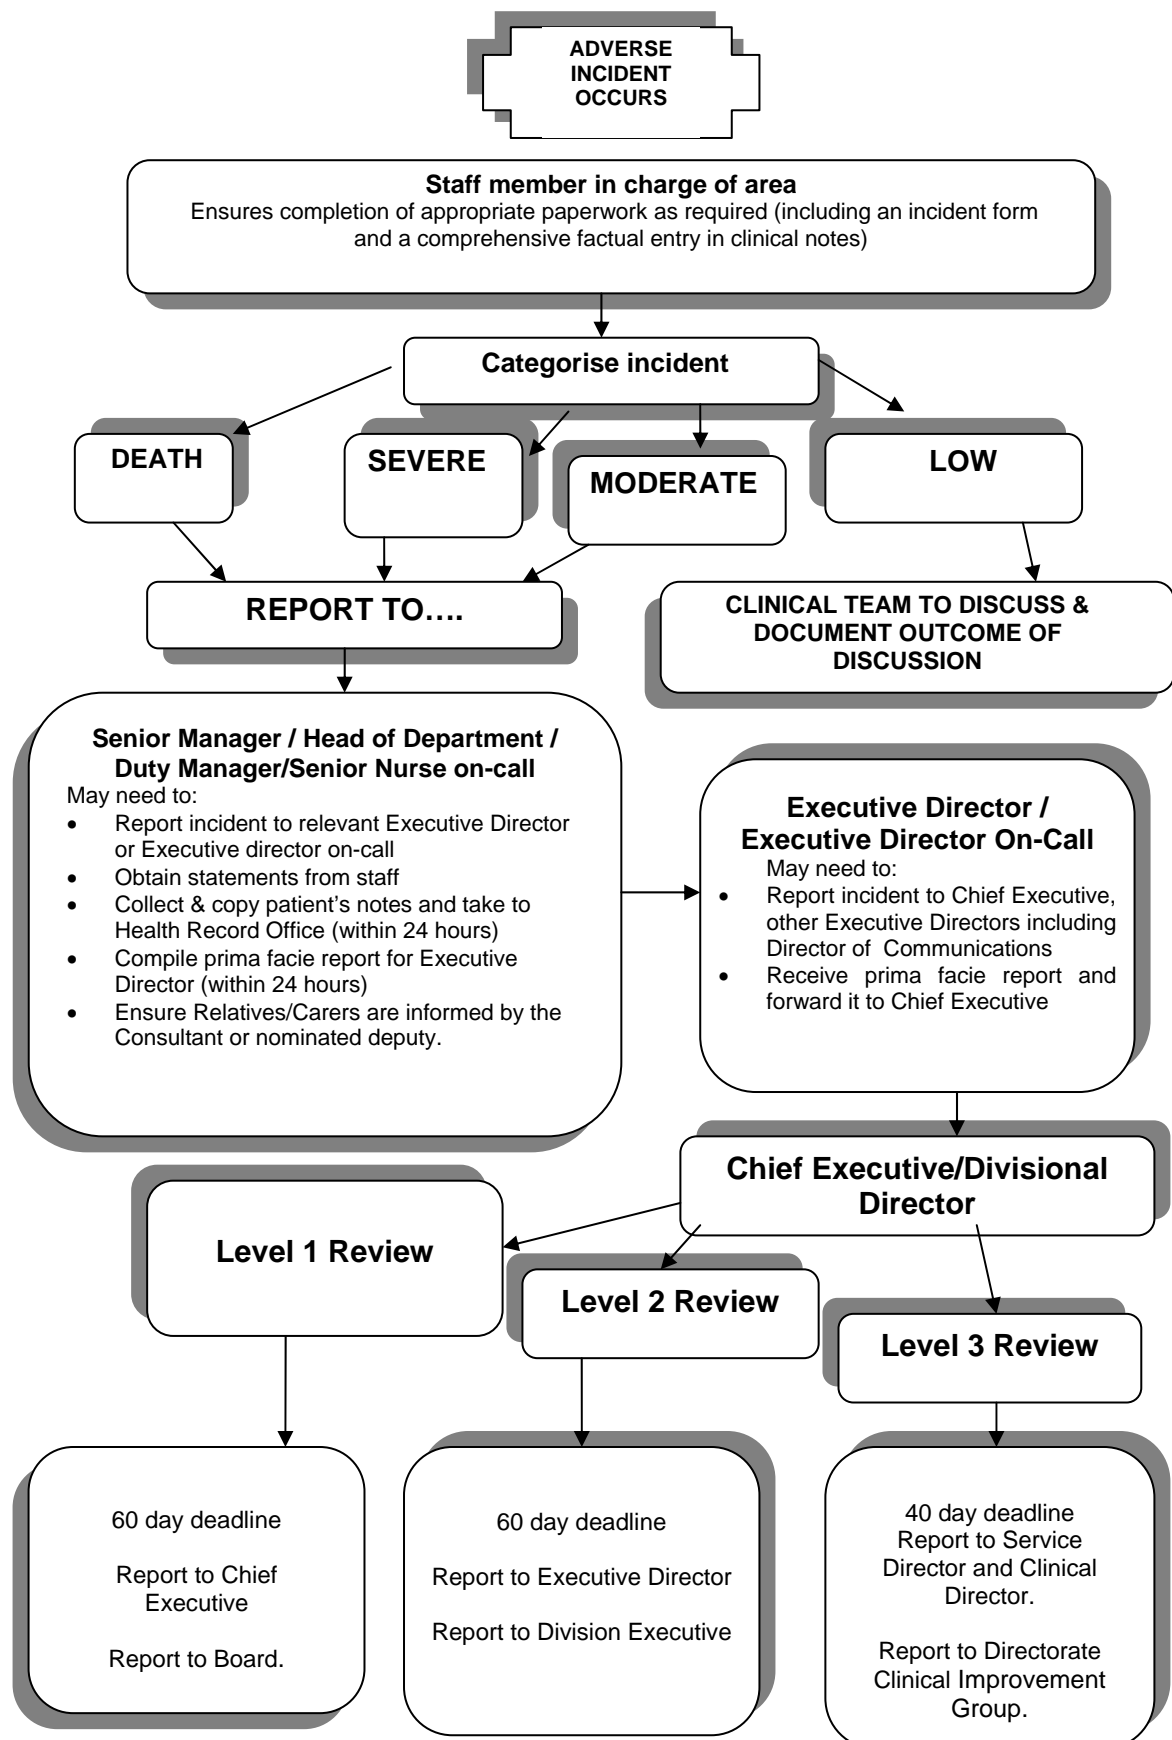 ADVERSE
INCIDENT
OCCURS
Staff member in charge of area
Ensures completion of appropriate paperwork as required (including an incident form
and a comprehensive factual entry in clinical notes)
Categorise incident
DEATH
SEVERE
MODERATE
LOW
REPORT TO….
CLINICAL TEAM TO DISCUSS &
DOCUMENT OUTCOME OF
DISCUSSION
Senior Manager / Head of Department /
Duty Manager/Senior Nurse on-call
May need to:
• Report incident to relevant Executive Director
or Executive director on-call
• Obtain statements from staff
• Collect & copy patient’s notes and take to
Health Record Office (within 24 hours)
• Compile prima facie report for Executive
Director (within 24 hours)
• Ensure Relatives/Carers are informed by the
Consultant or nominated deputy.
Executive Director /
Executive Director On-Call
May need to:
• Report incident to Chief Executive,
other Executive Directors including
Director of Communications
• Receive prima facie report and
forward it to Chief Executive
Chief Executive/Divisional
Director
Level 1 Review
Level 2 Review
Level 3 Review
60 day deadline
Report to Chief
Executive
Report to Board.
60 day deadline
Report to Executive Director
Report to Division Executive
40 day deadline
Report to Service
Director and Clinical
Director.
Report to Directorate
Clinical Improvement
Group.